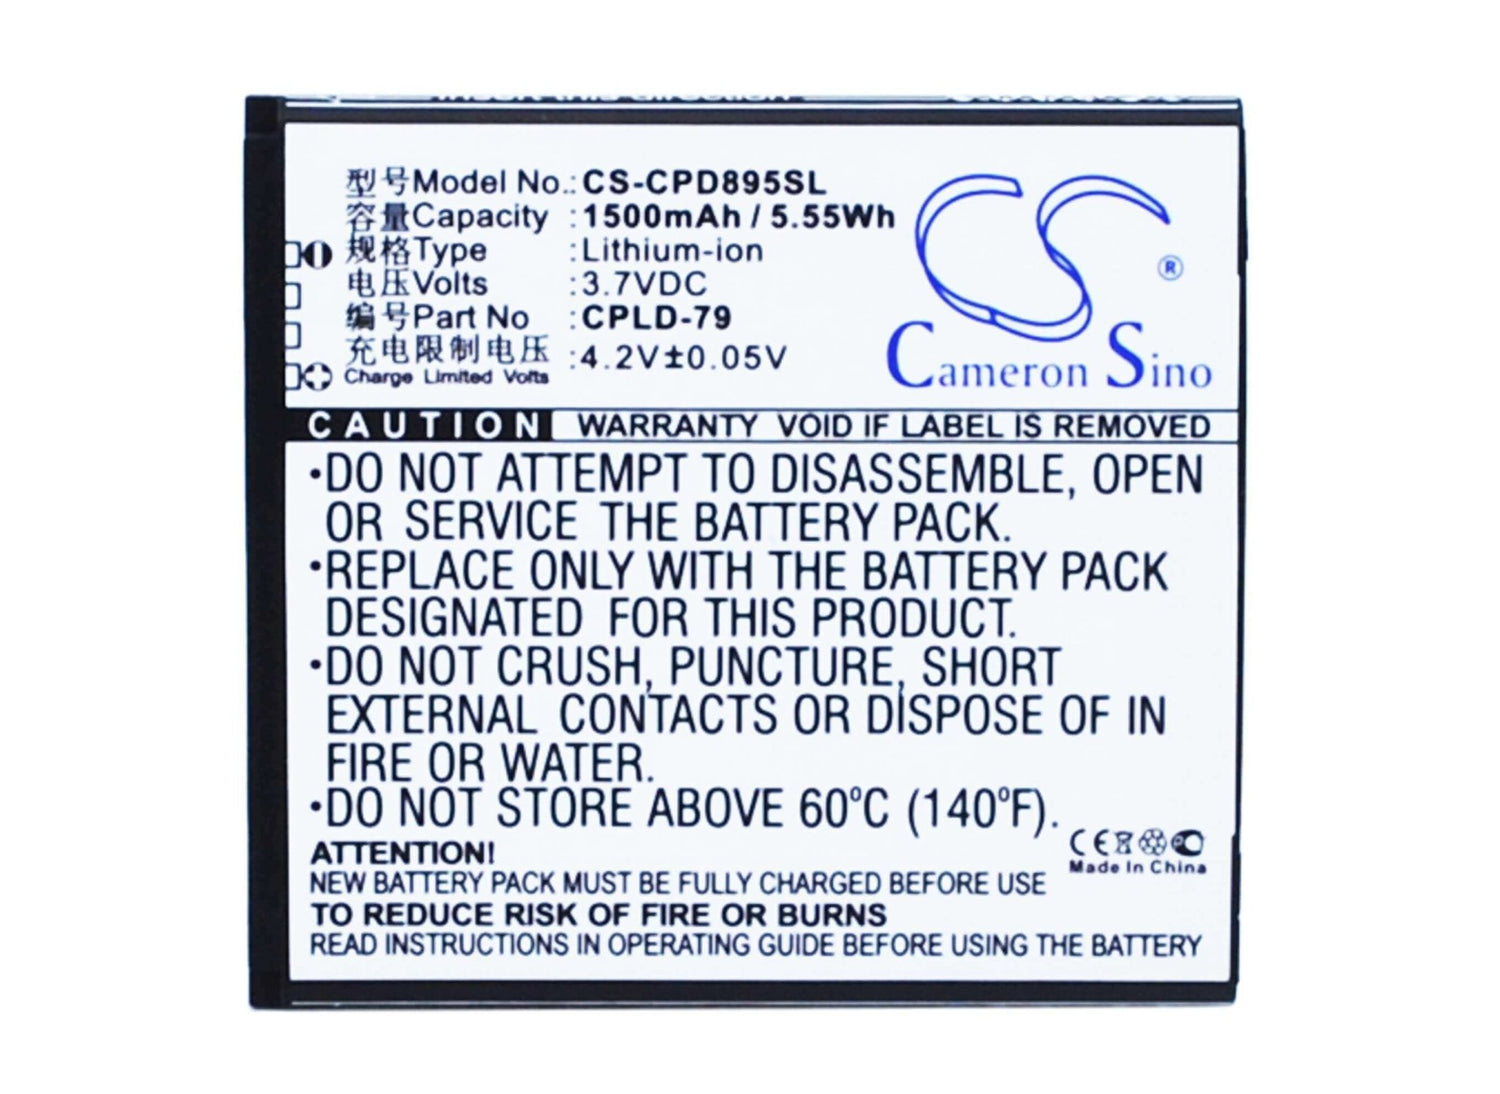 Insert this direction
型号Model No.: CS-CPD895SL
容量Capacity : 1500mAh / 5.55Wh
规格Type : Lithium-ion
电压Volts : 3.7VDC
编号Part No : CPLD-79
充电限制电压 : 4.2V±0.05V
Charge Limited Volts
CS ®
Cameron Sino
CAUTION WARRANTY VOID IF LABEL IS REMOVED
•DO NOT ATTEMPT TO DISASSEMBLE, OPEN
OR SERVICE THE BATTERY PACK.
•REPLACE ONLY WITH THE BATTERY PACK
DESIGNATED FOR THIS PRODUCT.
•DO NOT CRUSH, PUNCTURE, SHORT
EXTERNAL CONTACTS OR DISPOSE OF IN
FIRE OR WATER.
•DO NOT STORE ABOVE 60°C (140°F).
CE
Made In China
ATTENTION!
NEW BATTERY PACK MUST BE FULLY CHARGED BEFORE USE
TO REDUCE RISK OF FIRE OR BURNS
READ INSTRUCTIONS IN OPERATING GUIDE BEFORE USING THE BATTERY